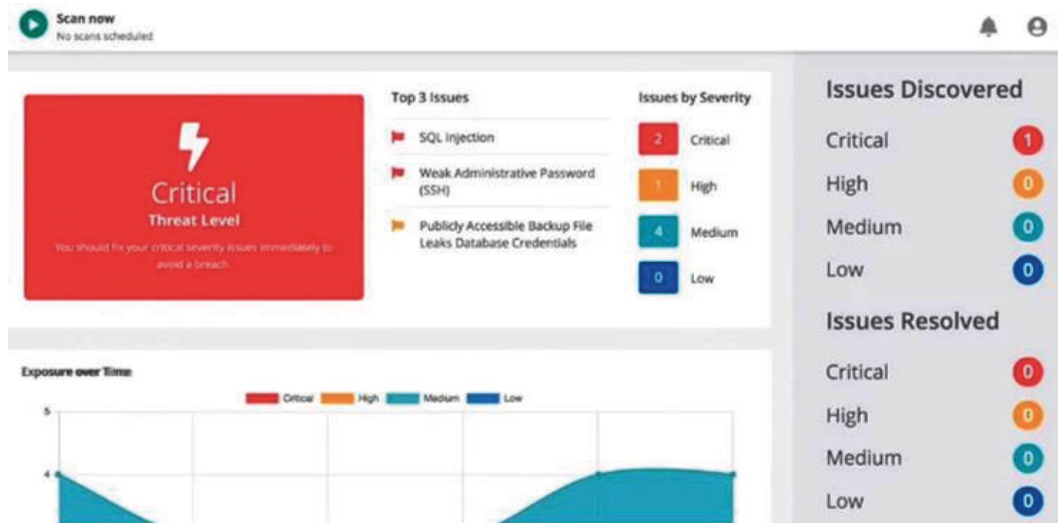 Scan now
No scans scheduled
Critical
Threat Level
You should fix your critical severity issues immediately to
avoid a breach
Top 3 Issues
SQL Injection
Weak Administrative Password
(SSH)
Publicly Accessible Backup File
Leaks Database Credentials
Issues by Severity
2 Critical
1 High
4 Medium
0 Low
Issues Discovered
Critical 1
High 0
Medium 0
Low 0
Issues Resolved
Critical 0
High 0
Medium 0
Low 0
Exposure over Time
Critical High Medium Low
5
4